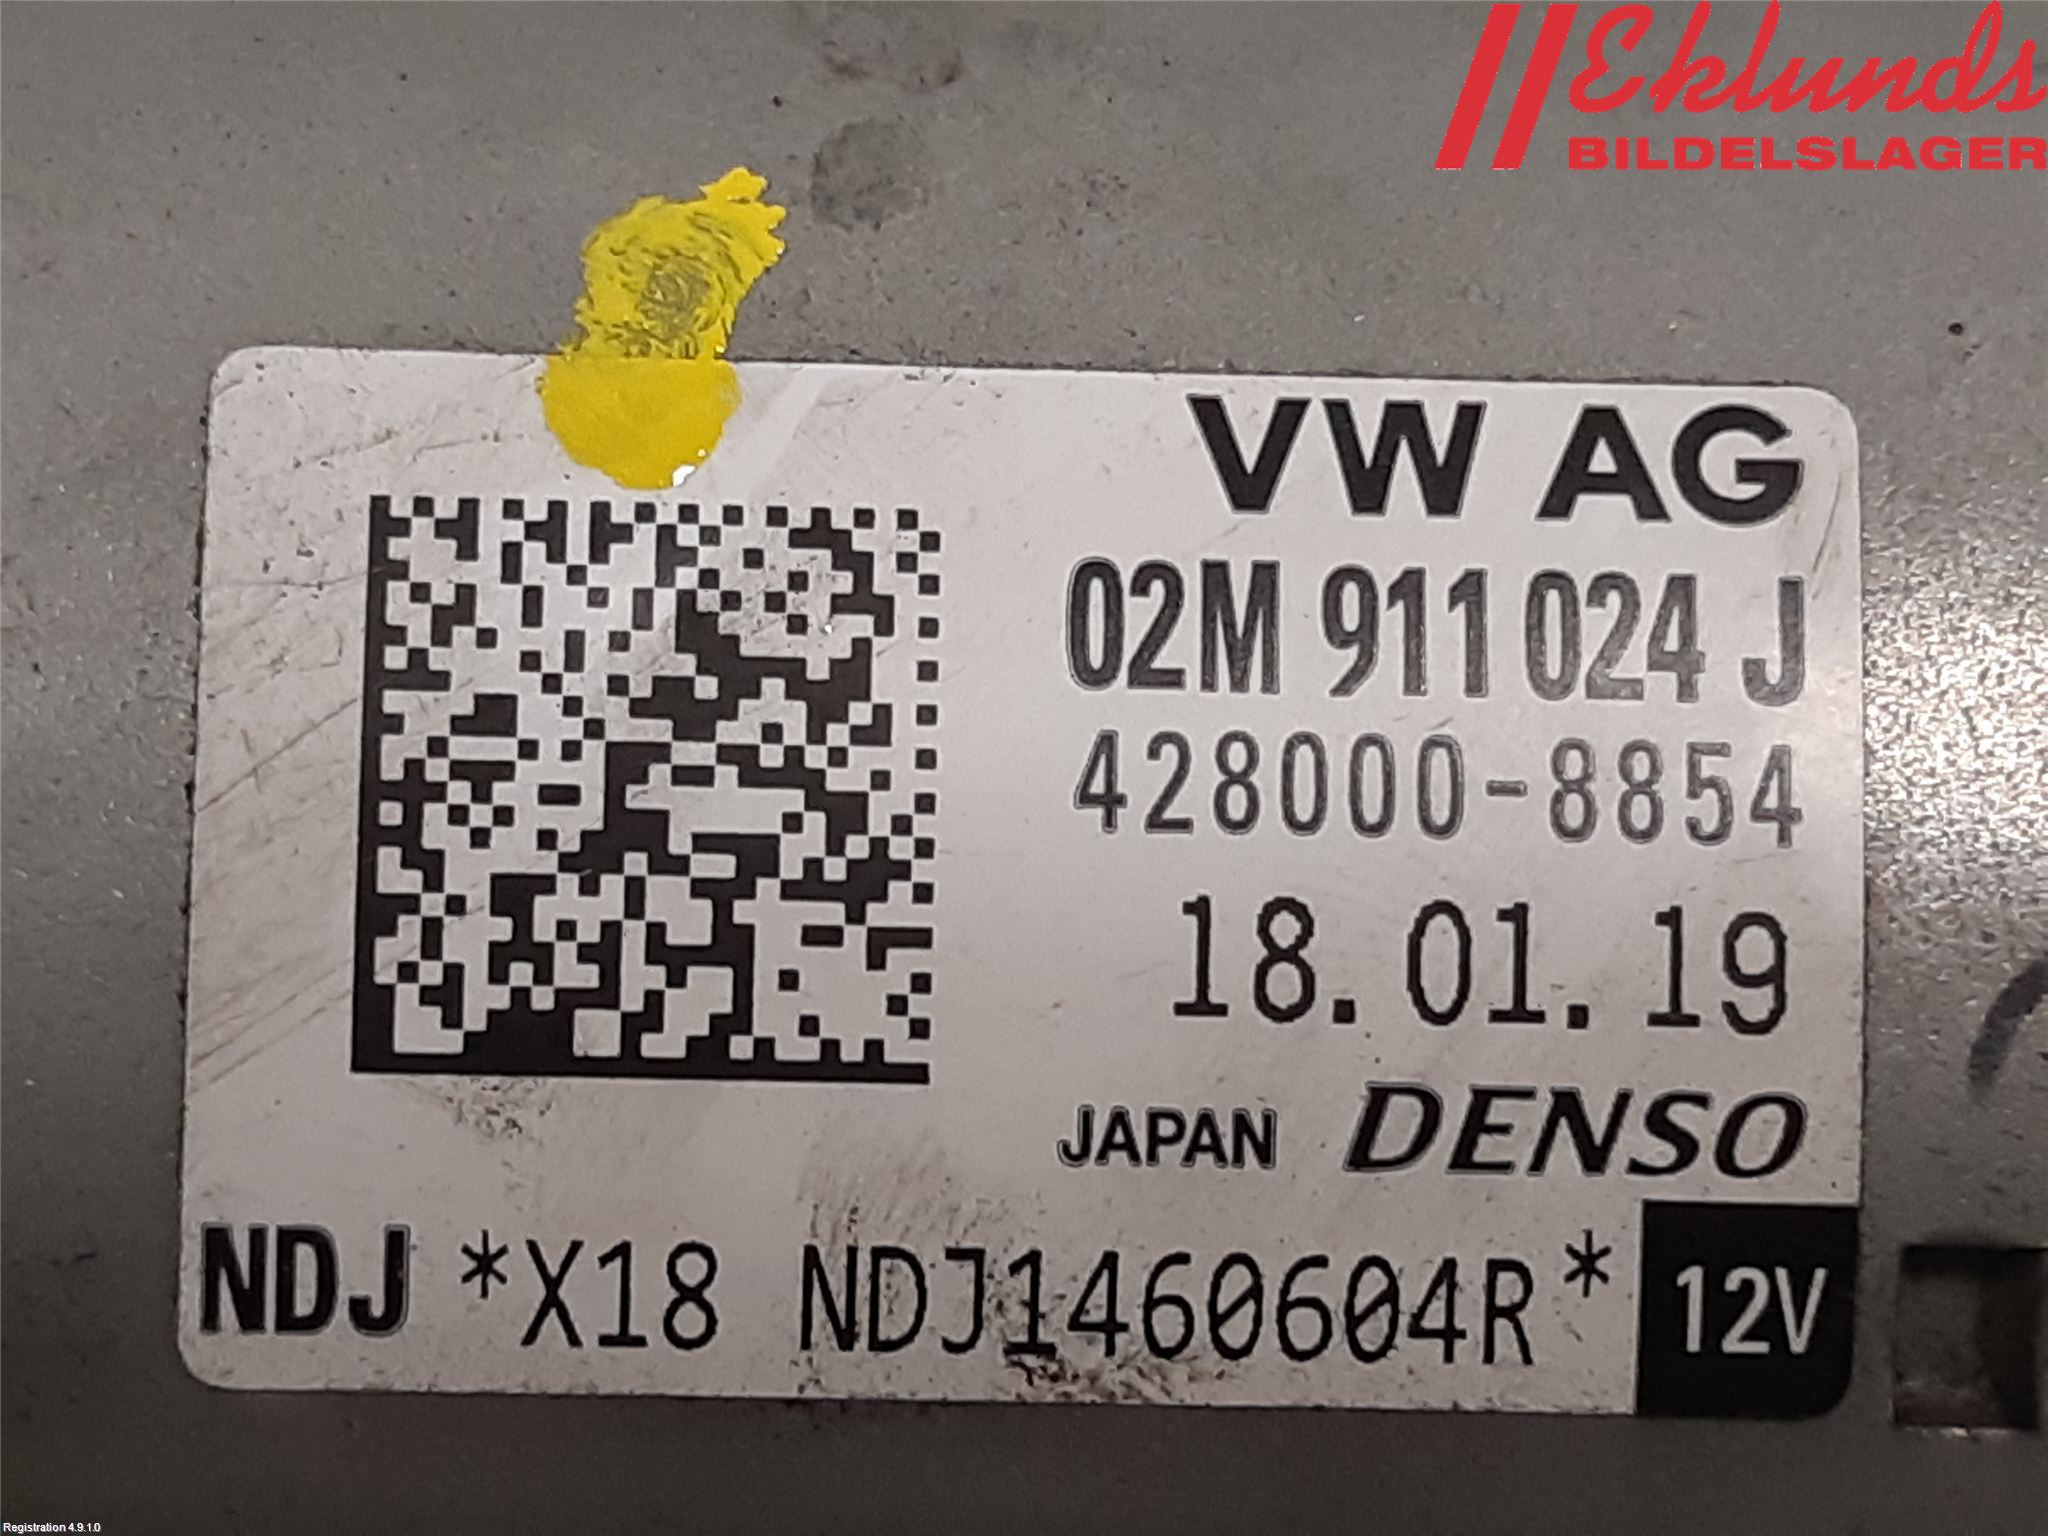 Eklunds
BILDELSLAGER
VW AG
02M 911 024 J
428000-8854
18.01.19
JAPAN DENSO
NDJ *X18 NDJ1460604R* 12V
Registration 4.9.1.0